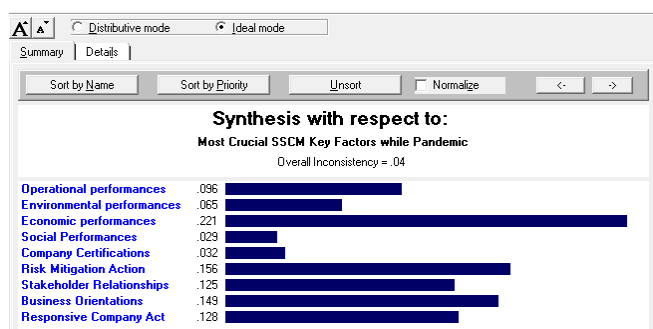 A A Distributive mode Ideal mode
Summary Details
Sort by Name Sort by Priority Unsort Normalize <- ->
Synthesis with respect to:
Most Crucial SSCM Key Factors while Pandemic
Overall Inconsistency = .04
Operational performances .096
Environmental performances .065
Economic performances .221
Social Performances .029
Company Certifications .032
Risk Mitigation Action .156
Stakeholder Relationships .125
Business Orientations .149
Responsive Company Act .128